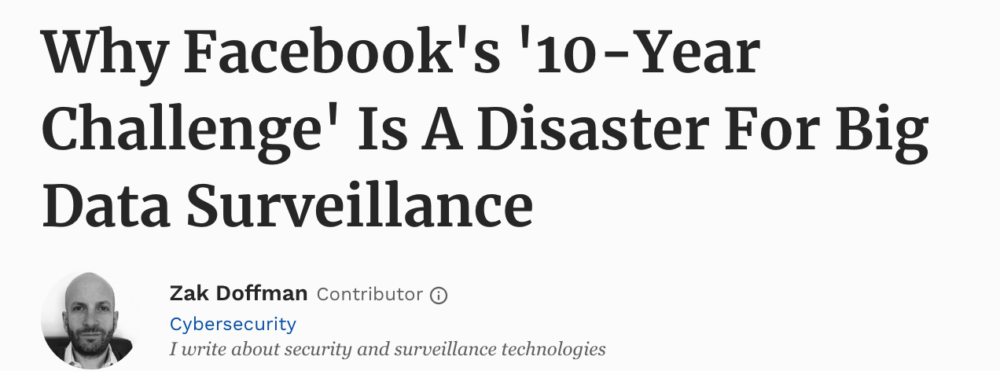 Why Facebook's '10-Year
Challenge' Is A Disaster For Big
Data Surveillance
Zak Doffman Contributor
Cybersecurity
I write about security and surveillance technologies